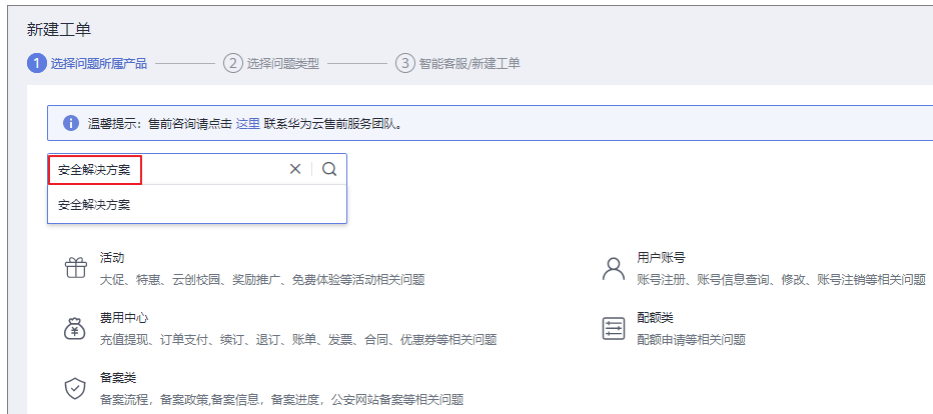 新建工单
1 选择问题所属产品 2 选择问题类型 3 智能客服/新建工单
温馨提示：售前咨询请点击 这里 联系华为云售前服务团队。
安全解决方案
安全解决方案
活动
大促、特惠、云创校园、奖励推广、免费体验等活动相关问题
用户账号
账号注册、账号信息查询、修改、账号注销等相关问题
费用中心
充值提现、订单支付、续订、退订、账单、发票、合同、优惠券等相关问题
配额类
配额申请等相关问题
备案类
备案流程，备案政策,备案信息，备案进度，公安网站备案等相关问题